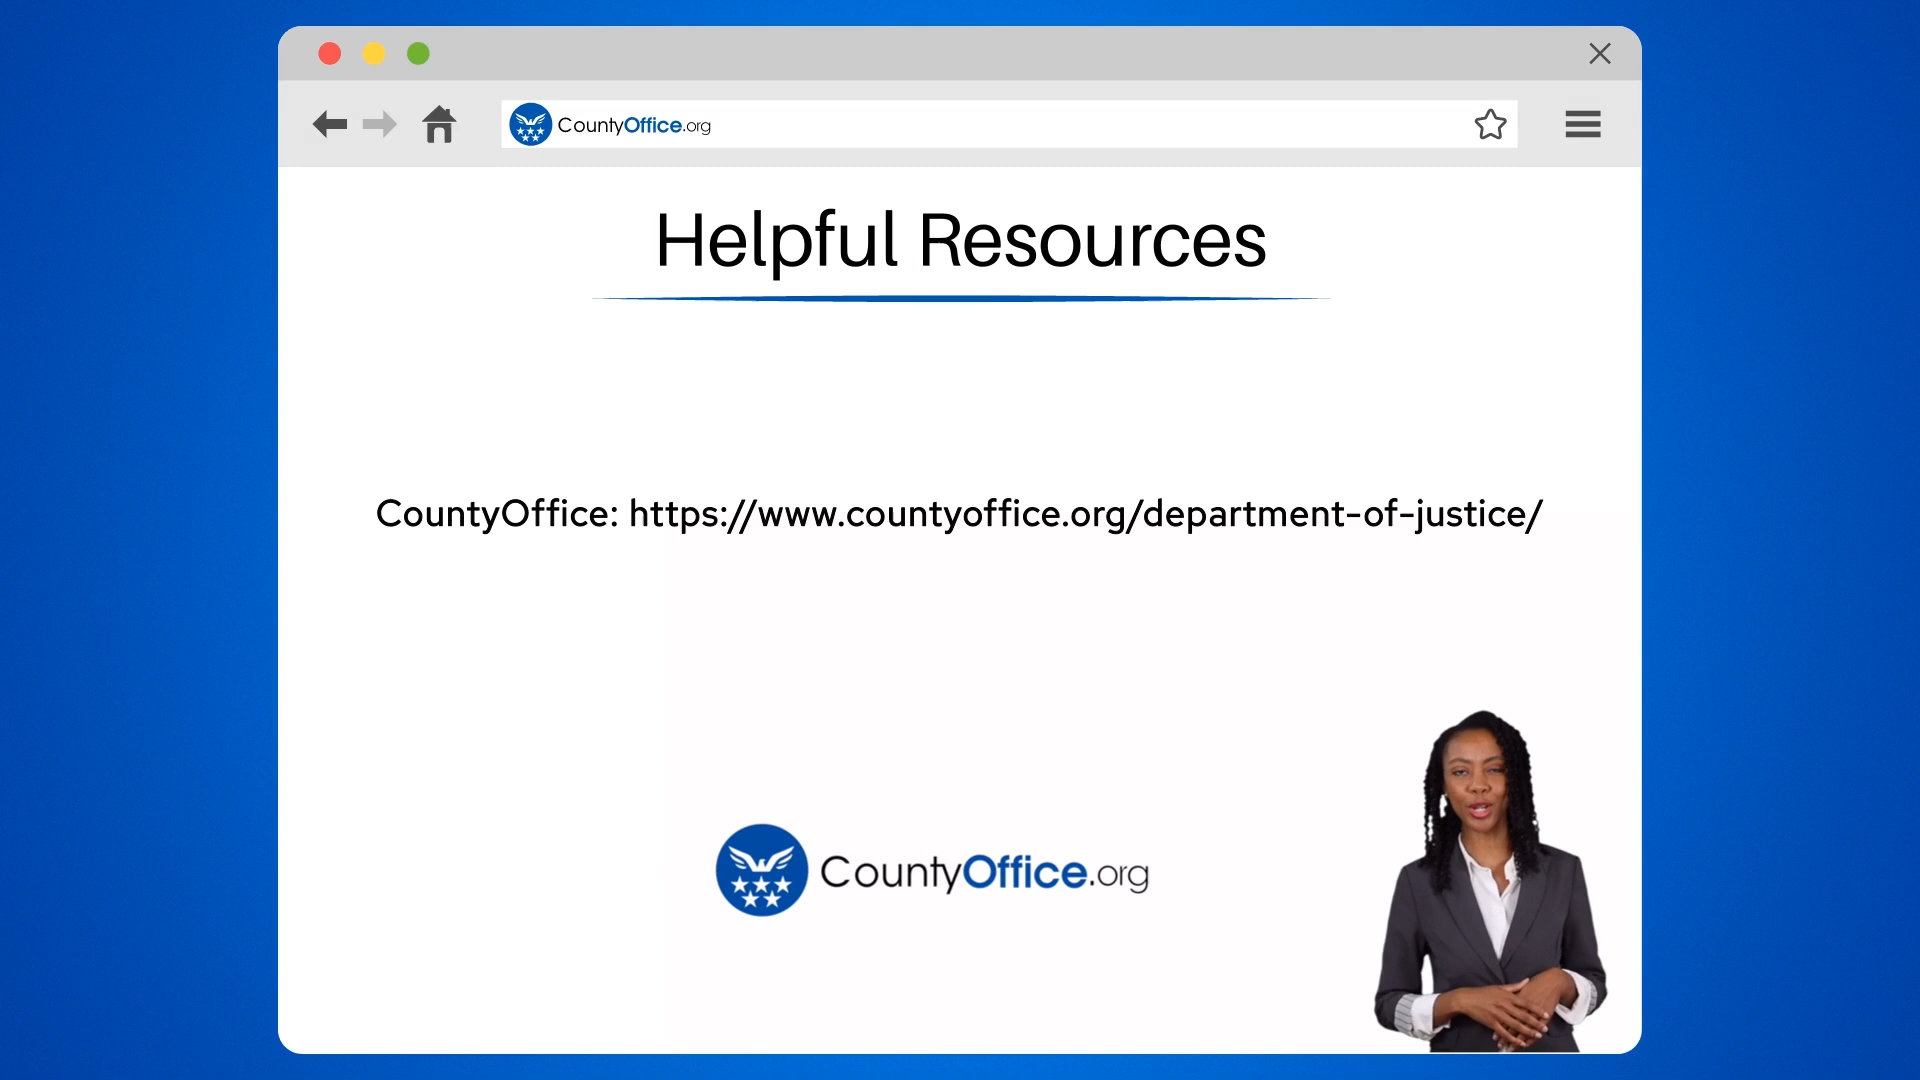 CountyOffice.org
Helpful Resources
CountyOffice: https://www.countyoffice.org/department-of-justice/
CountyOffice.org